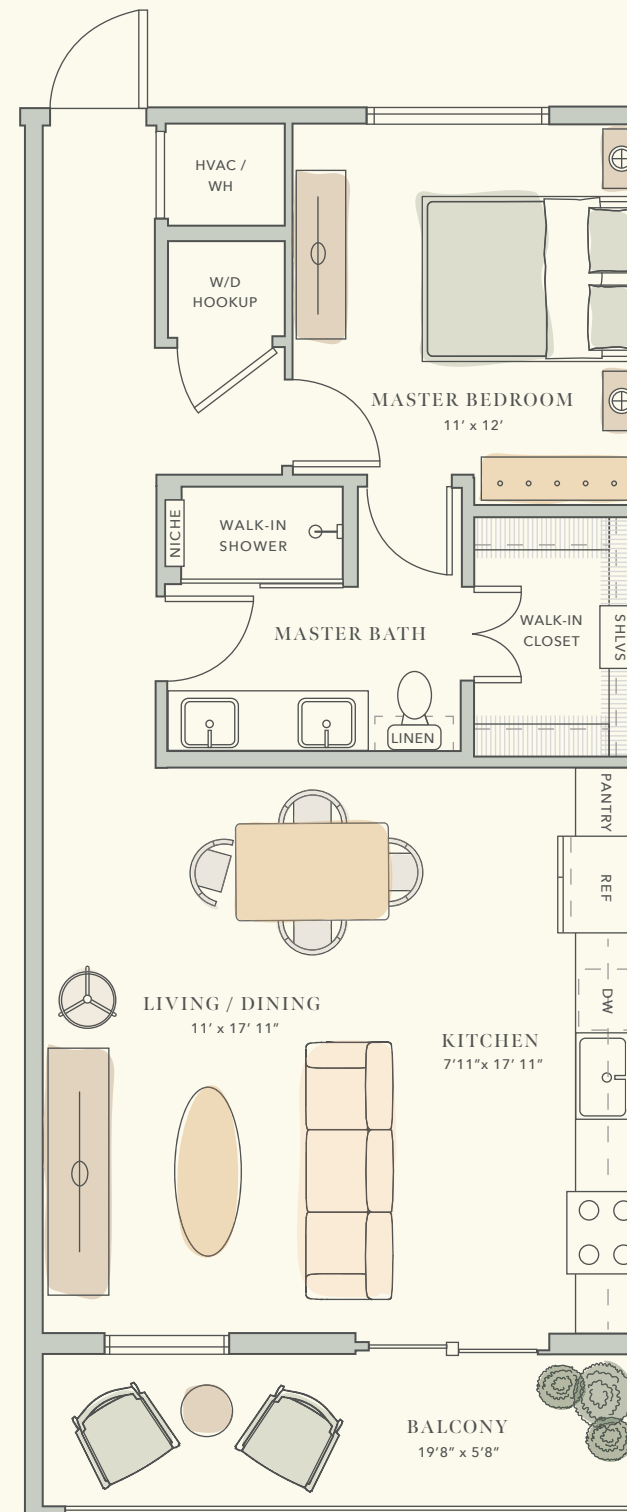 HVAC /
WH
W/D
HOOKUP
MASTER BEDROOM
11’ x 12’
NICHE
WALK-IN
SHOWER
MASTER BATH
WALK-IN
CLOSET
SHLVS
LINEN
PANTRY
REF
LIVING / DINING
11’ x 17’ 11”
DW
KITCHEN
7’11”x 17’ 11”
BALCONY
19’8” x 5’8”